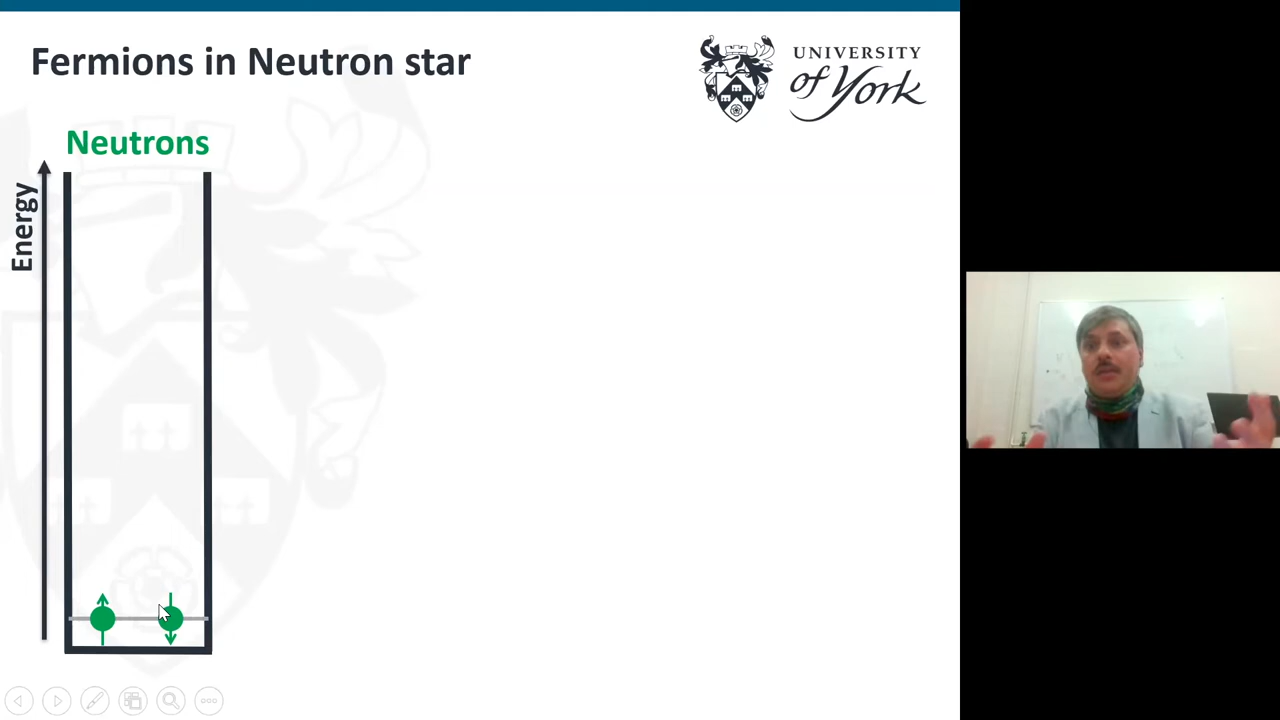 Fermions in Neutron star
UNIVERSITY
of York
Neutrons
Energy